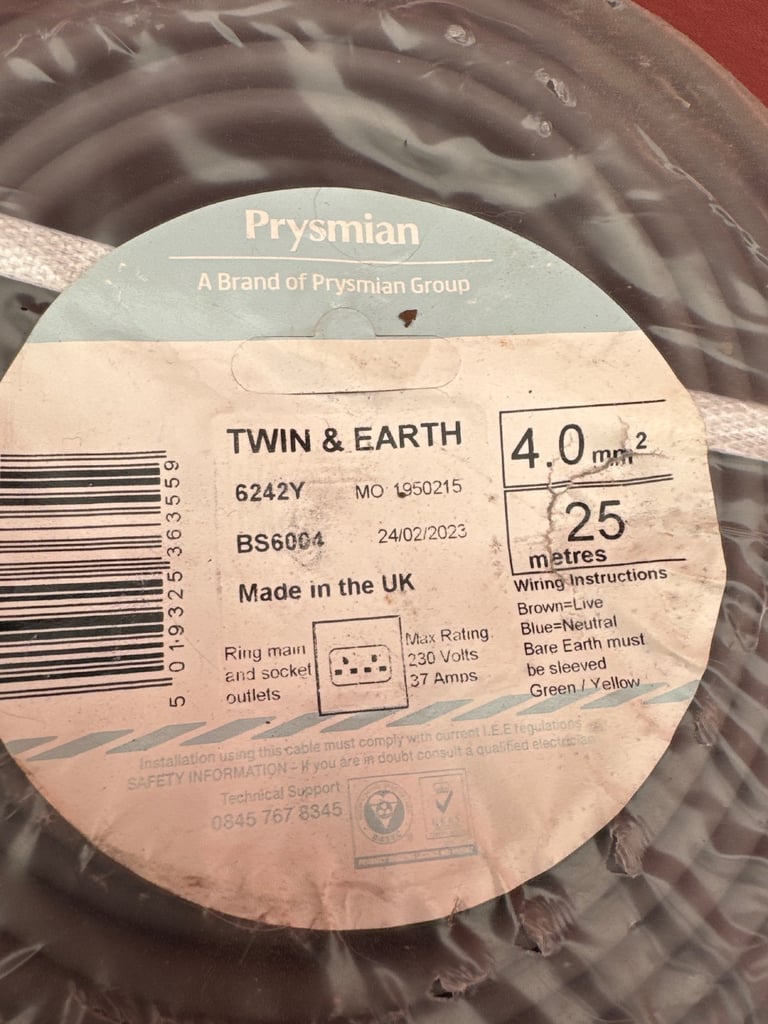 Prysmian
A Brand of Prysmian Group
TWIN & EARTH
6242Y MO 1950215
BS6004 24/02/2023
Made in the UK
4.0 mm²
25
metres
Ring main
and socket
outlets
Max Rating
230 Volts
37 Amps
Wiring Instructions
Brown=Live
Blue=Neutral
Bare Earth must
be sleeved
Green / Yellow
5 019325 363559
Installation using this cable must comply with current I.E.E regulations
SAFETY INFORMATION - If you are in doubt consult a qualified electrician
Technical Support
0845 767 8345